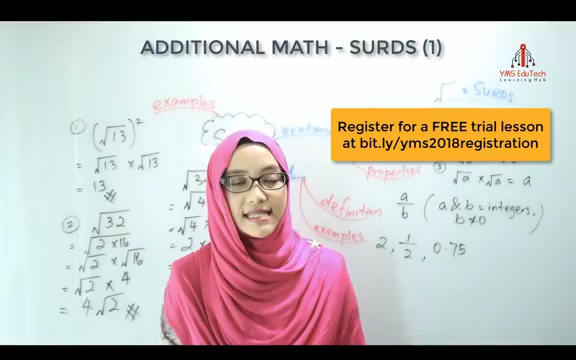 ADDITIONAL MATH - SURDS (1)
YMS EduTech
Learning Hub
√ = SURDS
examples
Register for a FREE trial lesson
at bit.ly/yms2018registration
① (√13)²
= √13 × √13
= 13
② √32
= √2 × 16
= √2 × √16
= √2 × 4
= 4√2
properties
③
√a × √a = a
definition
a/b (a & b = integers,
b ≠ 0
examples
2, 1/2, 0.75